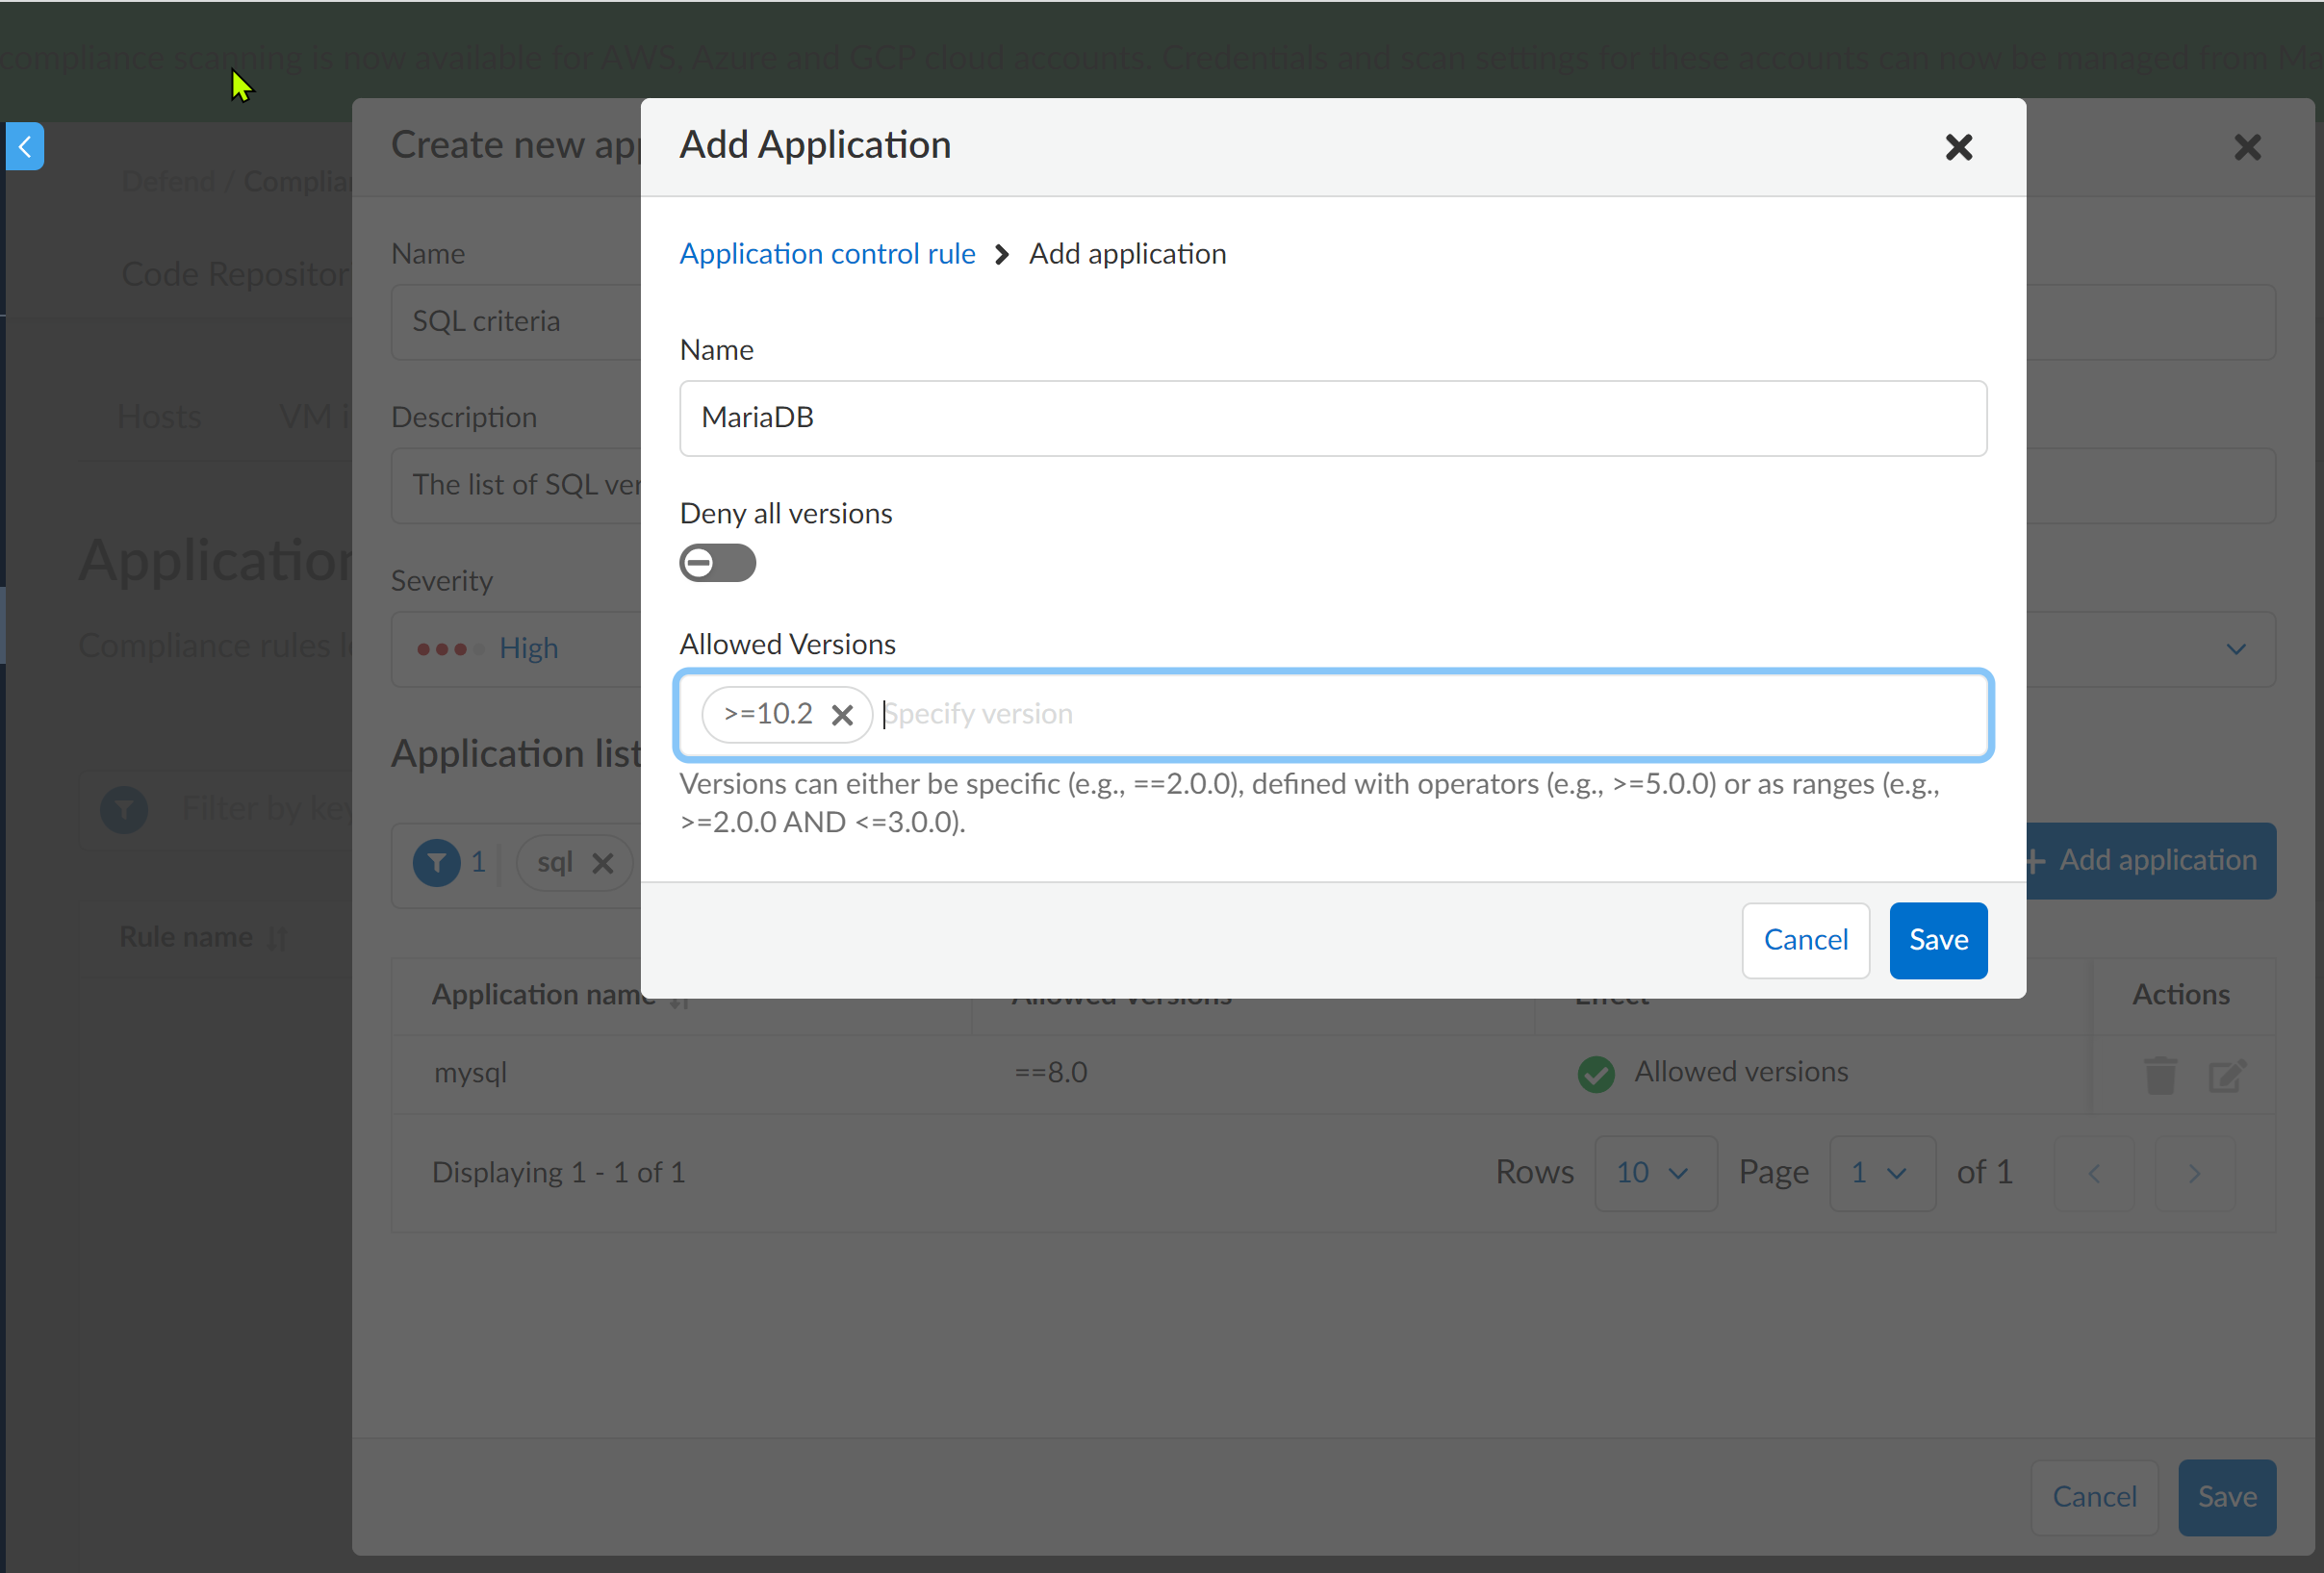 compliance scanning is now available for AWS, Azure and GCP cloud accounts. Credentials and scan settings for these accounts can now be managed from
Create new
Add Application
Defend /
Application control rule > Add application
Name
Code
SQL criteria
Name
MariaDB
Hosts
VM
Description
The list of SQL
Deny all versions
Severity
High
Allowed Versions
Compliance rules
>=10.2
Specify version
Application list
Versions can either be specific (e.g., ==2.0.0), defined with operators (e.g., >=5.0.0) or as ranges (e.g.,
>=2.0.0 AND <=3.0.0).
Filter by
1
sql
+ Add application
Cancel
Save
Rule name
Application name
Allowed versions
Effect
Actions
mysql
==8.0
Allowed versions
Displaying 1 - 1 of 1
Rows 10
Page 1 of 1
Cancel
Save